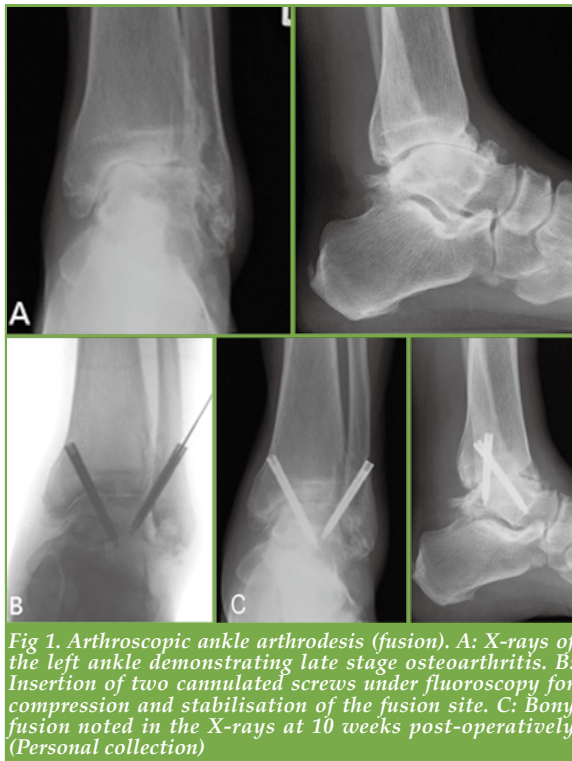 A
B
C
Fig 1. Arthroscopic ankle arthrodesis (fusion). A: X-rays of
the left ankle demonstrating late stage osteoarthritis. B:
Insertion of two cannulated screws under fluoroscopy for
compression and stabilisation of the fusion site. C: Bony
fusion noted in the X-rays at 10 weeks post-operatively
(Personal collection)